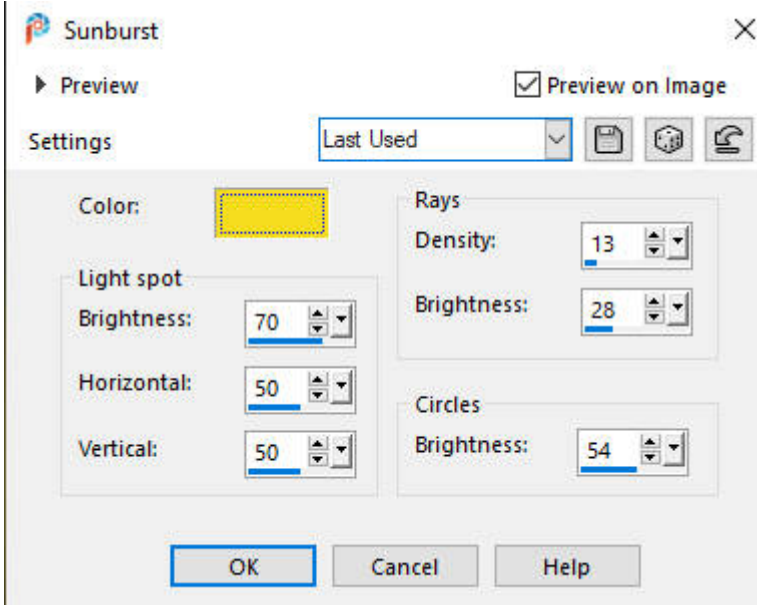 Sunburst
Preview
Preview on Image
Settings
Last Used
Color:
Light spot
Brightness: 70
Horizontal: 50
Vertical: 50
Rays
Density: 13
Brightness: 28
Circles
Brightness: 54
OK Cancel Help